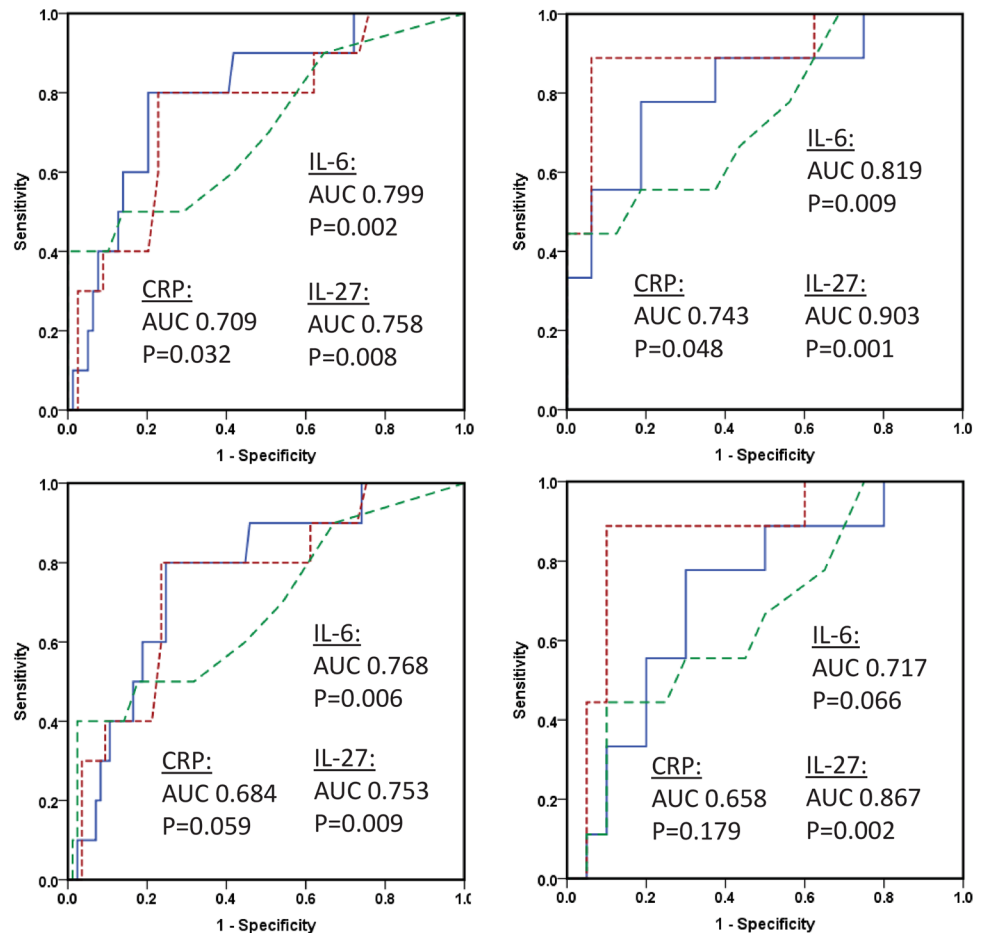 1.0
0.8
0.6
0.4
0.2
0.0
Sensitivity
0.0 0.2 0.4 0.6 0.8 1.0
1 - Specificity
IL-6:
AUC 0.799
P=0.002
CRP:
AUC 0.709
P=0.032
IL-27:
AUC 0.758
P=0.008
1.0
0.8
0.6
0.4
0.2
0.0
Sensitivity
0.0 0.2 0.4 0.6 0.8 1.0
1 - Specificity
IL-6:
AUC 0.819
P=0.009
CRP:
AUC 0.743
P=0.048
IL-27:
AUC 0.903
P=0.001
1.0
0.8
0.6
0.4
0.2
0.0
Sensitivity
0.0 0.2 0.4 0.6 0.8 1.0
1 - Specificity
IL-6:
AUC 0.768
P=0.006
CRP:
AUC 0.684
P=0.059
IL-27:
AUC 0.753
P=0.009
1.0
0.8
0.6
0.4
0.2
0.0
Sensitivity
0.0 0.2 0.4 0.6 0.8 1.0
1 - Specificity
IL-6:
AUC 0.717
P=0.066
CRP:
AUC 0.658
P=0.179
IL-27:
AUC 0.867
P=0.002